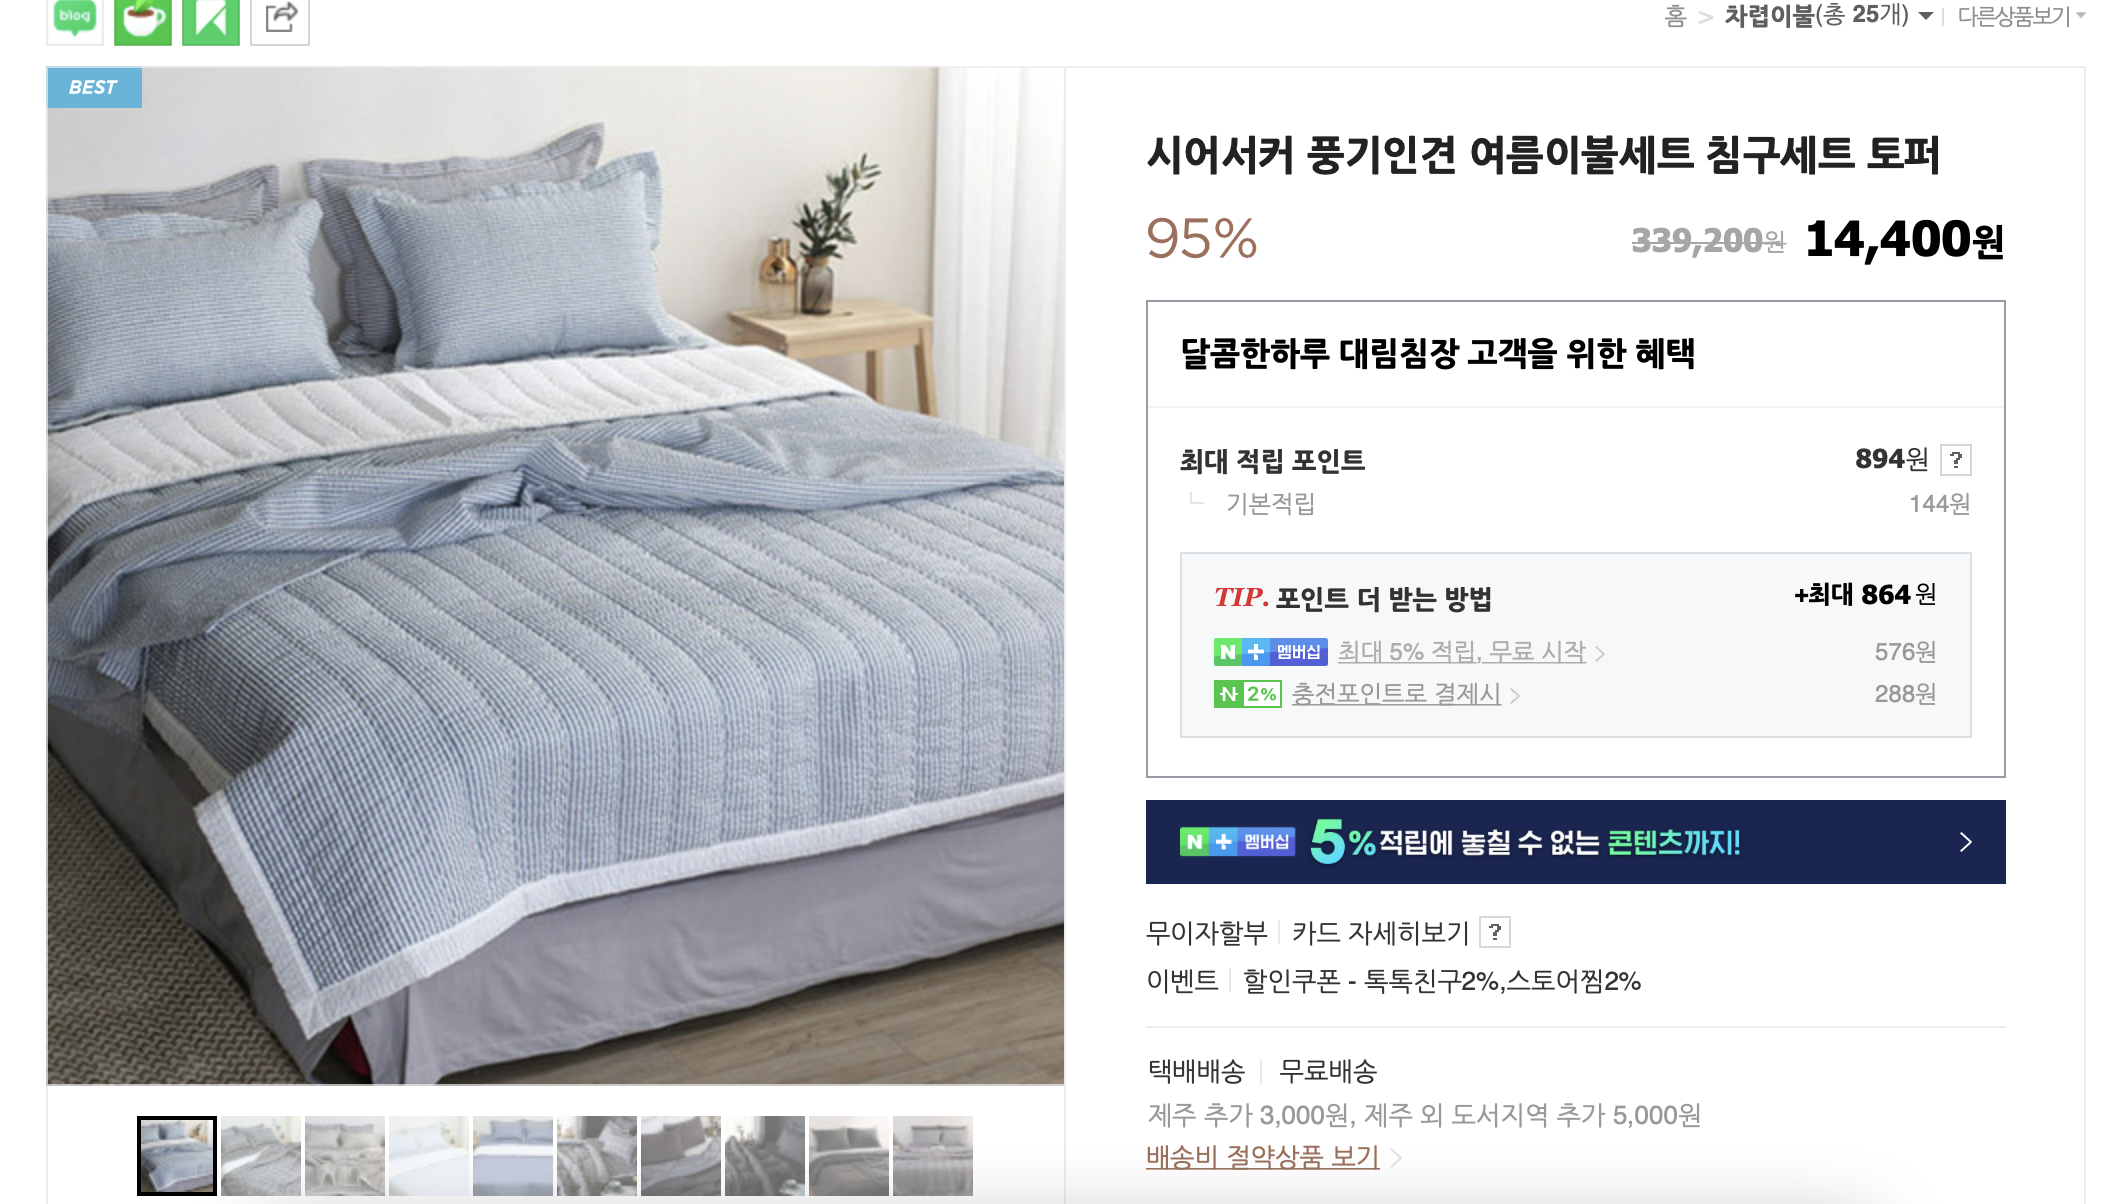 blog
홈 > 차렵이불(총 25개) 다른상품보기
BEST
시어서커 풍기인견 여름이불세트 침구세트 토퍼
95% 339,200원 14,400원
달콤한하루 대림침장 고객을 위한 혜택
최대 적립 포인트 894원 ?
기본적립 144원
TIP. 포인트 더 받는 방법 +최대 864원
N + 멤버십 최대 5% 적립, 무료 시작 > 576원
N 2% 충전포인트로 결제시 > 288원
N + 멤버십 5%적립에 놓칠 수 없는 콘텐츠까지! >
무이자할부 카드 자세히보기 ?
이벤트 할인쿠폰 - 톡톡친구2%,스토어찜2%
택배배송 무료배송
제주 추가 3,000원, 제주 외 도서지역 추가 5,000원
배송비 절약상품 보기 >